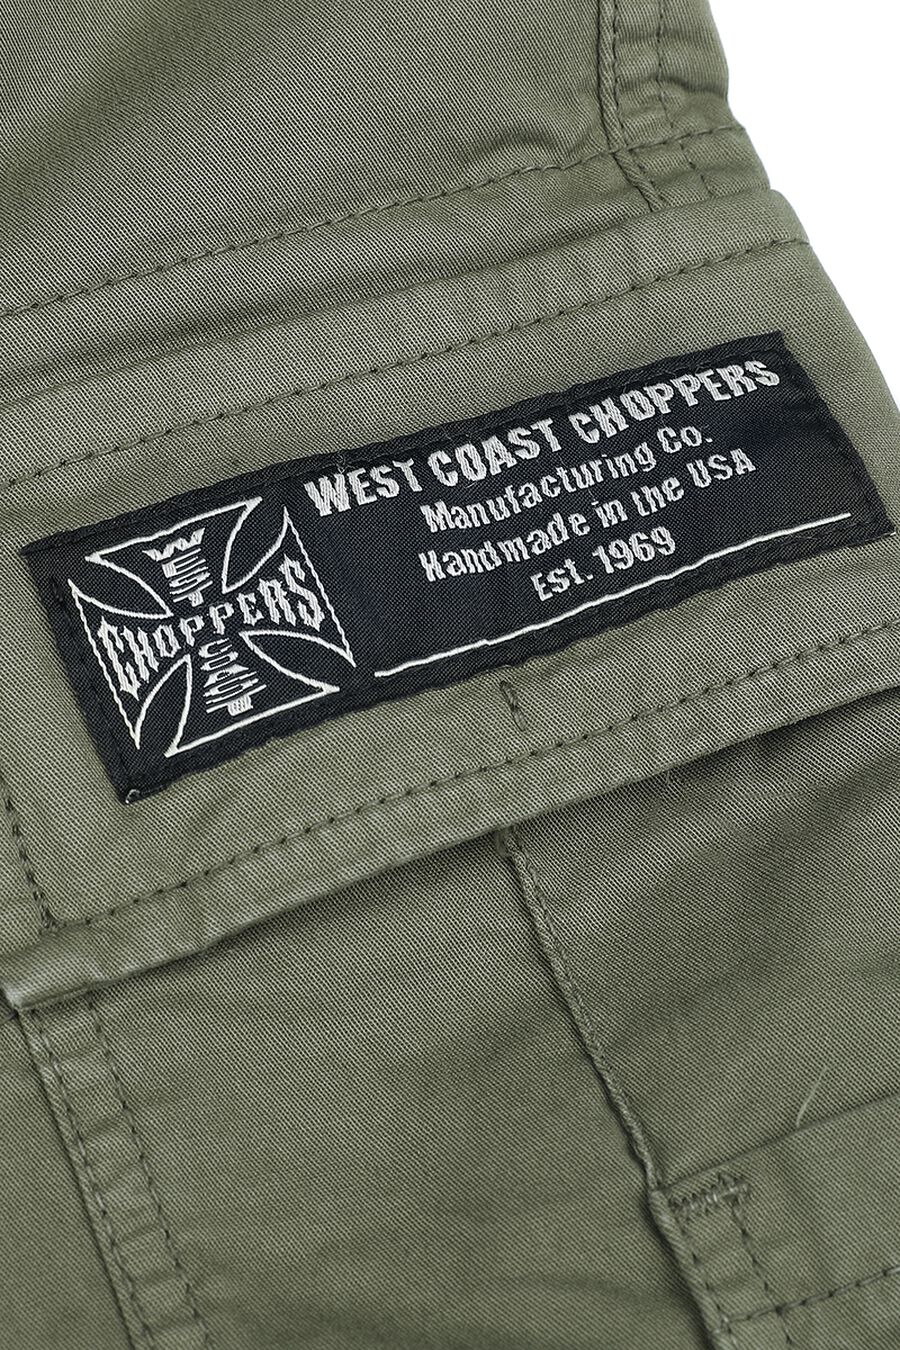 WEST COAST CHOPPERS
Manufacturing Co.
Handmade in the USA
Est. 1969
WEST
CHOPPERS
COAST